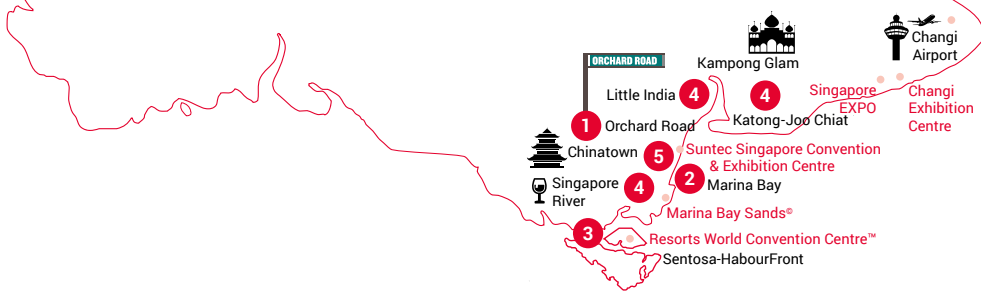 Changi
Airport
ORCHARD ROAD
Kampong Glam
Little India
4
4
Singapore
EXPO
Changi
Exhibition
Centre
Katong-Joo Chiat
1
Orchard Road
Chinatown
5
Suntec Singapore Convention
& Exhibition Centre
Singapore
River
4
2
Marina Bay
Marina Bay Sands©
3
Resorts World Convention Centre™
Sentosa-HabourFront